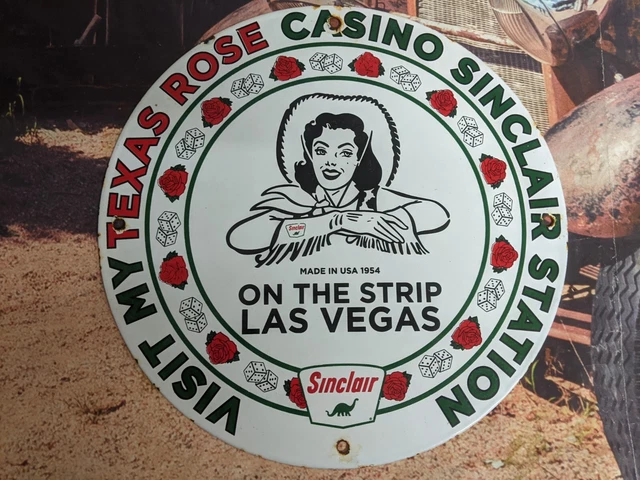 VISIT MY TEXAS ROSE CASINO SINCLAIR STATION
Sinclair
MADE IN USA 1954
ON THE STRIP
LAS VEGAS
Sinclair